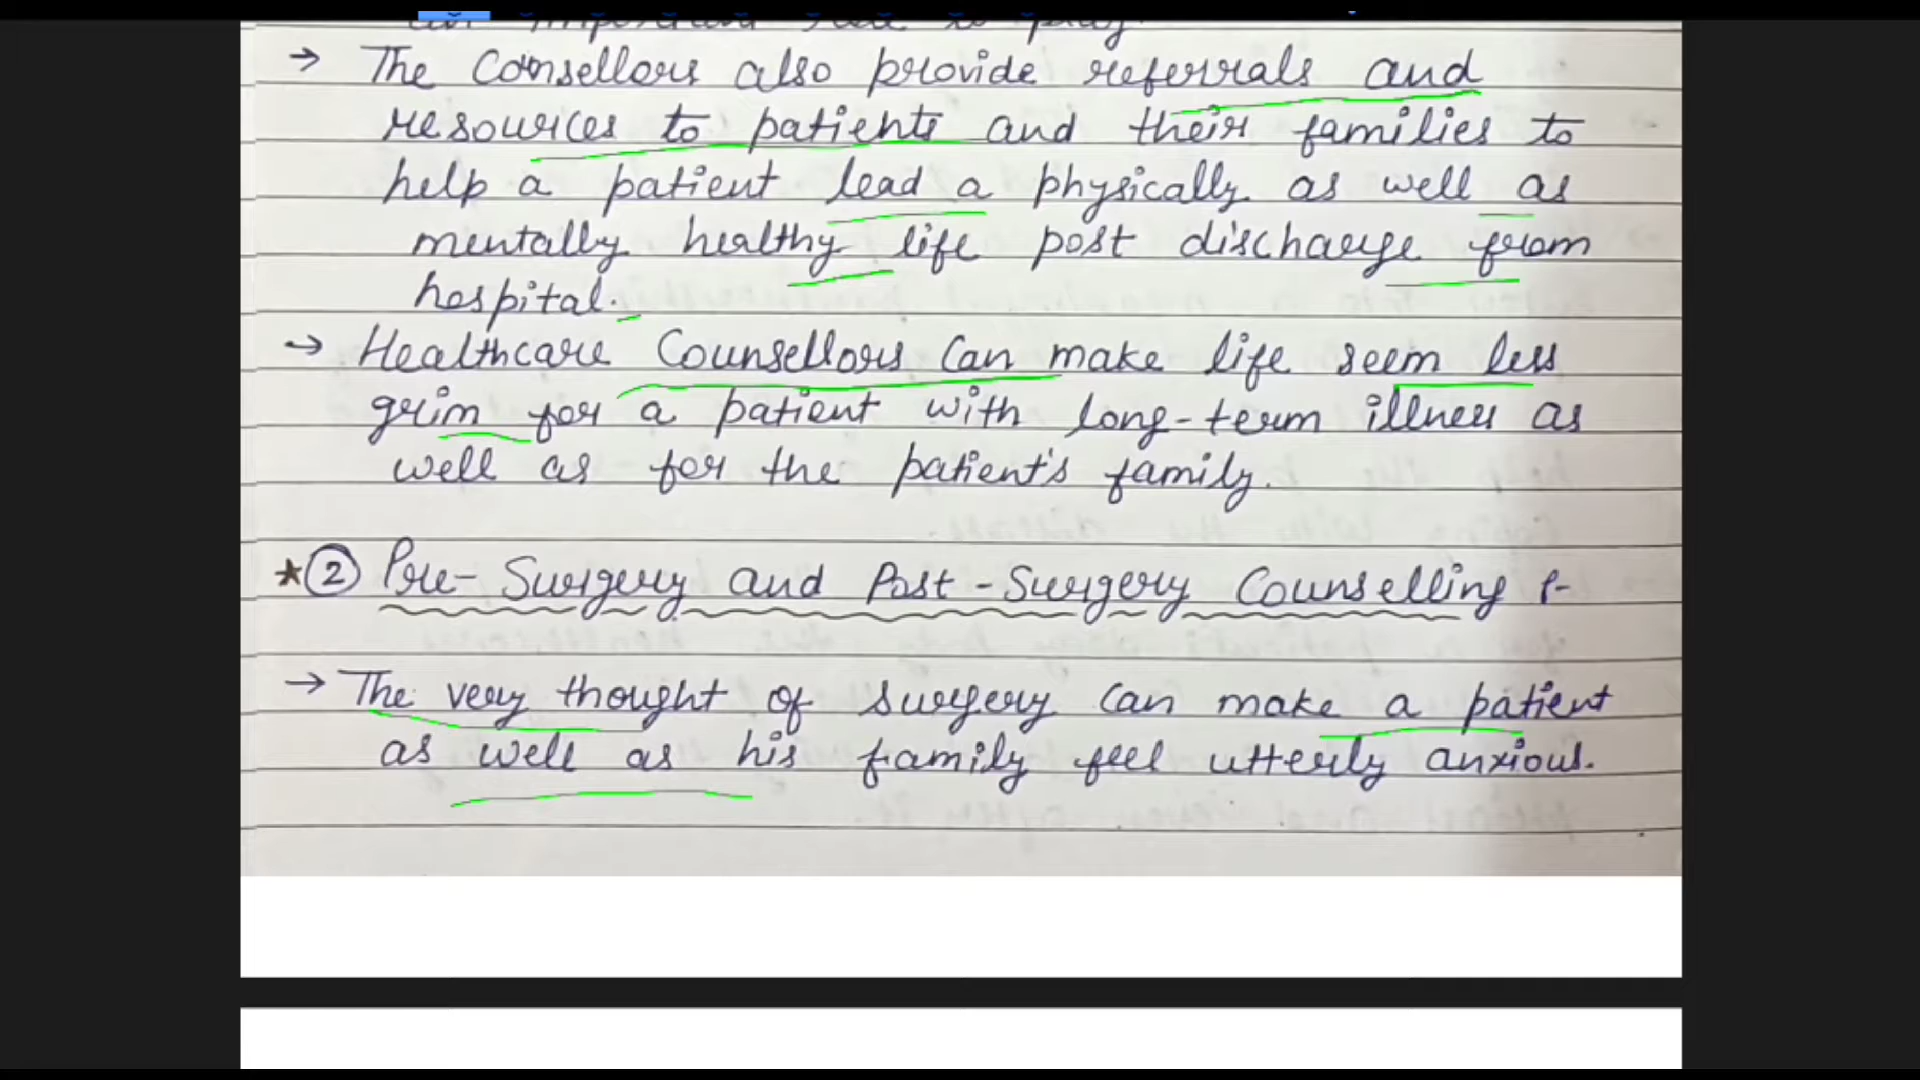 → The Counsellors also provide referrals and
resources to patients and their families to
help a patient lead a physically as well as
mentally healthy life post discharge from
hospital.
→ Healthcare Counsellors Can make life seem less
grim for a patient with long-term illness as
well as for the patient's family.
★ ② Pre-Surgery and Post-Surgery Counselling :-
→ The very thought of surgery can make a patient
as well as his family feel utterly anxious.